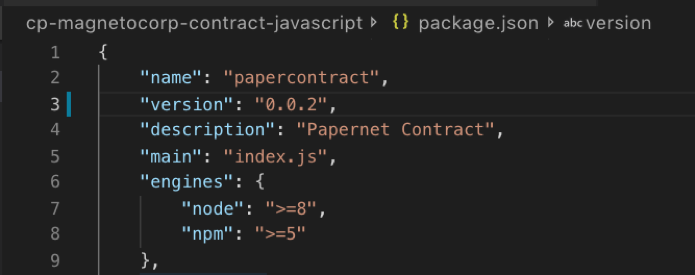 cp-magnetocorp-contract-javascript {} package.json abc version
1 {
2 "name": "papercontract",
3 "version": "0.0.2",
4 "description": "Papernet Contract",
5 "main": "index.js",
6 "engines": {
7 "node": ">=8",
8 "npm": ">=5"
9 },